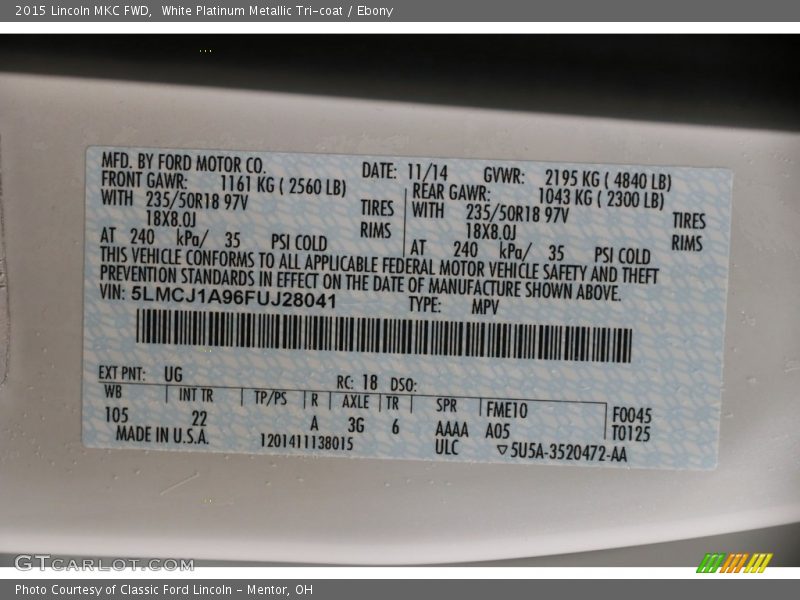 2015 Lincoln MKC FWD,  White Platinum Metallic Tri-coat / Ebony
MFD. BY FORD MOTOR CO.
DATE: 11/14 GVWR: 2195 KG ( 4840 LB)
FRONT GAWR: 1161 KG ( 2560 LB)
REAR GAWR: 1043 KG ( 2300 LB)
WITH 235/50R18 97V TIRES
WITH 235/50R18 97V TIRES
18X8.0J RIMS
18X8.0J RIMS
AT 240 kPa/ 35 PSI COLD
AT 240 kPa/ 35 PSI COLD
THIS VEHICLE CONFORMS TO ALL APPLICABLE FEDERAL MOTOR VEHICLE SAFETY AND THEFT
PREVENTION STANDARDS IN EFFECT ON THE DATE OF MANUFACTURE SHOWN ABOVE.
VIN: 5LMCJ1A96FUJ28041 TYPE: MPV
EXT PNT: UG RC: 18 DSO:
WB INT TR TP/PS R AXLE TR SPR FME10 F0045
105 22 A 3G 6 AAAA A05 T0125
MADE IN U.S.A. 1201411138015 ULC ▽5U5A-3520472-AA
GTCARLOT.COM
Photo Courtesy of Classic Ford Lincoln - Mentor, OH